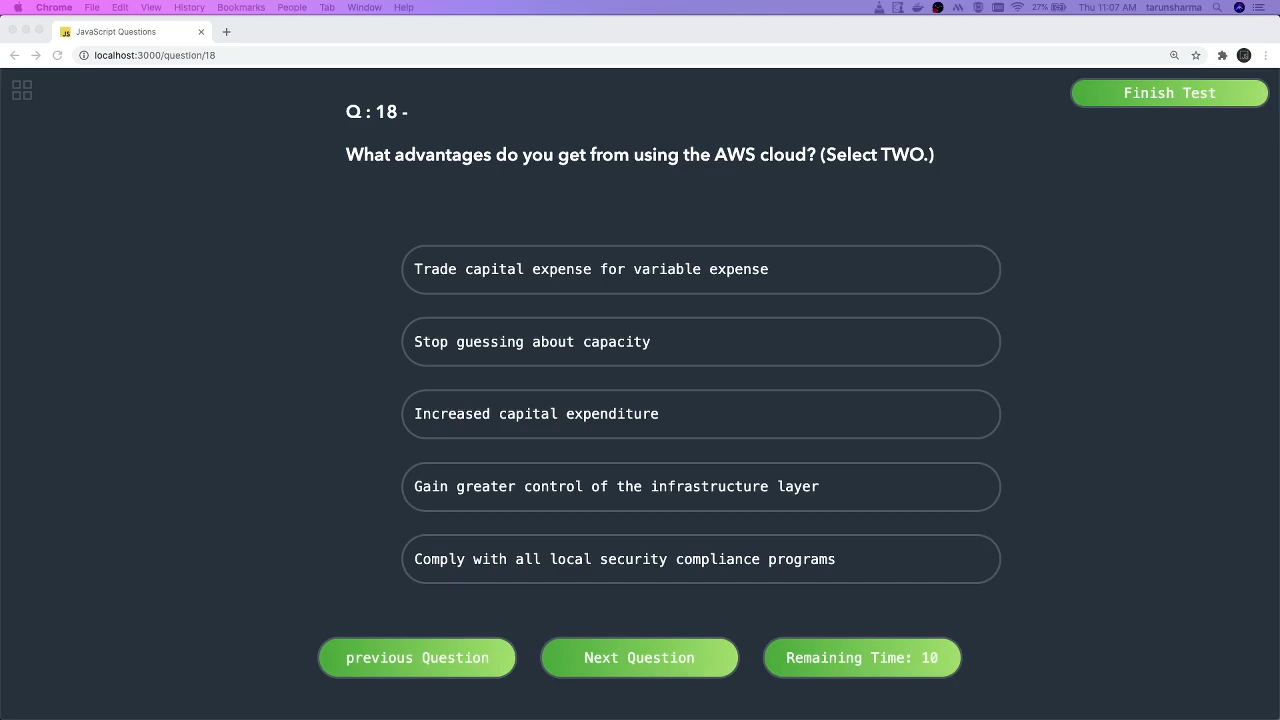 Chrome File Edit View History Bookmarks People Tab Window Help 27% Thu 11:07 AM tarunsharma
JS JavaScript Questions × +
localhost:3000/question/18
Finish Test
Q : 18 -
What advantages do you get from using the AWS cloud? (Select TWO.)
Trade capital expense for variable expense
Stop guessing about capacity
Increased capital expenditure
Gain greater control of the infrastructure layer
Comply with all local security compliance programs
previous Question Next Question Remaining Time: 10